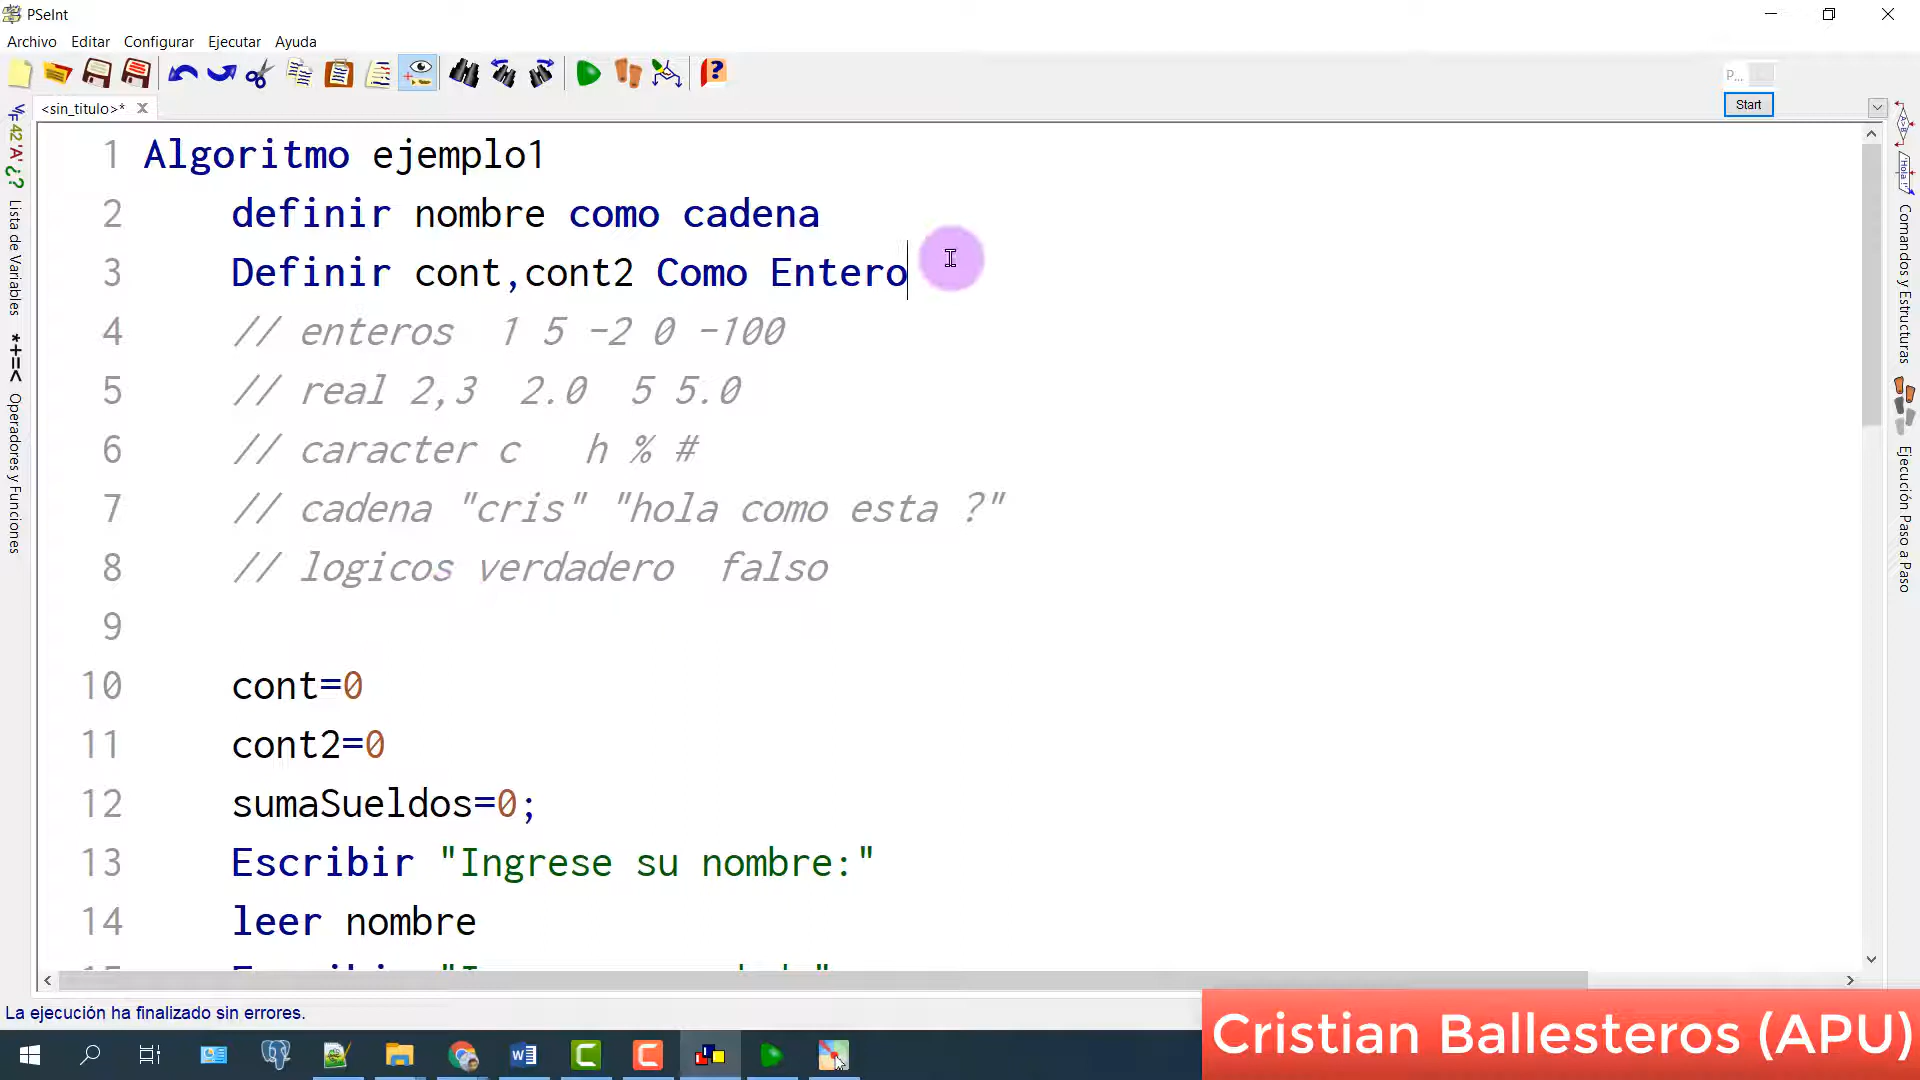 PSeInt
Archivo Editar Configurar Ejecutar Ayuda
P...
Start
<sin_titulo>*
1 Algoritmo ejemplo1
2 definir nombre como cadena
3 Definir cont,cont2 Como Entero
4 // enteros 1 5 -2 0 -100
5 // real 2,3 2.0 5 5.0
6 // caracter c h % #
7 // cadena "cris" "hola como esta ?"
8 // logicos verdadero falso
9
10 cont=0
11 cont2=0
12 sumaSueldos=0;
13 Escribir "Ingrese su nombre:"
14 leer nombre
Lista de Variables
*+=< Operadores y Funciones
Comandos y Estructuras
Ejecución Paso a Paso
La ejecución ha finalizado sin errores.
Cristian Ballesteros (APU)